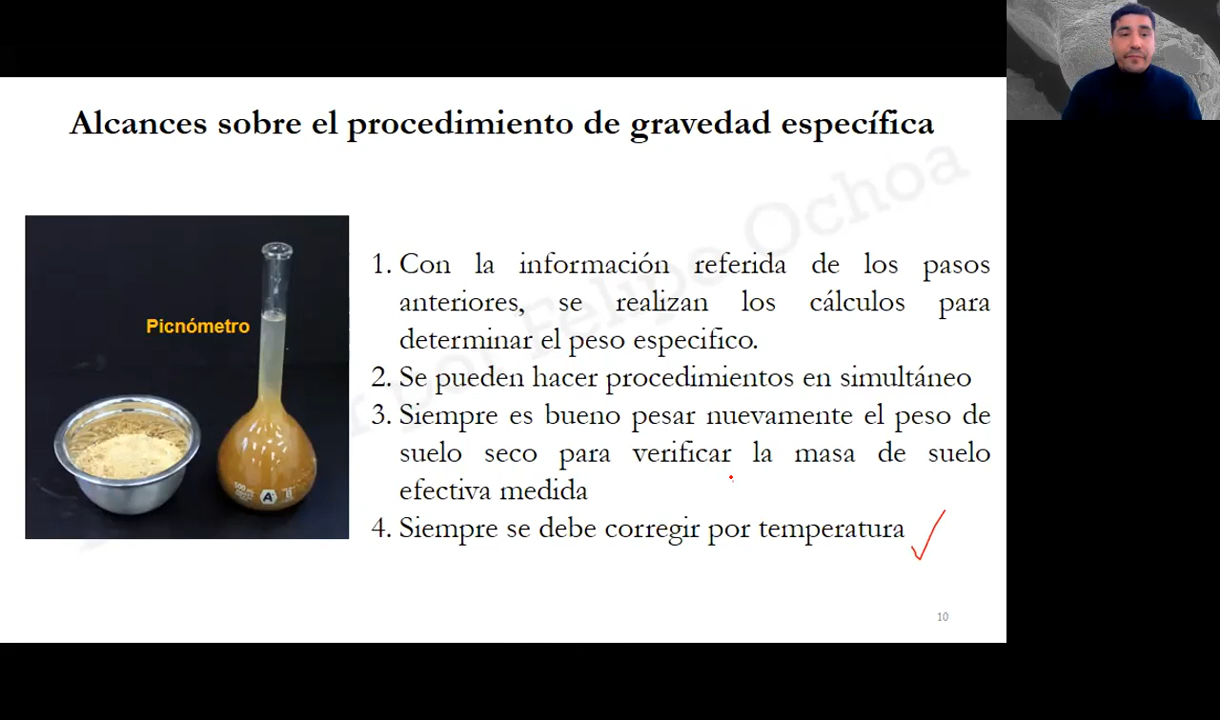 Alcances sobre el procedimiento de gravedad específica
Picnómetro
1. Con la información referida de los pasos
anteriores, se realizan los cálculos para
determinar el peso especifico.
2. Se pueden hacer procedimientos en simultáneo
3. Siempre es bueno pesar nuevamente el peso de
suelo seco para verificar la masa de suelo
efectiva medida
4. Siempre se debe corregir por temperatura
por Felipe Ochoa
A
10